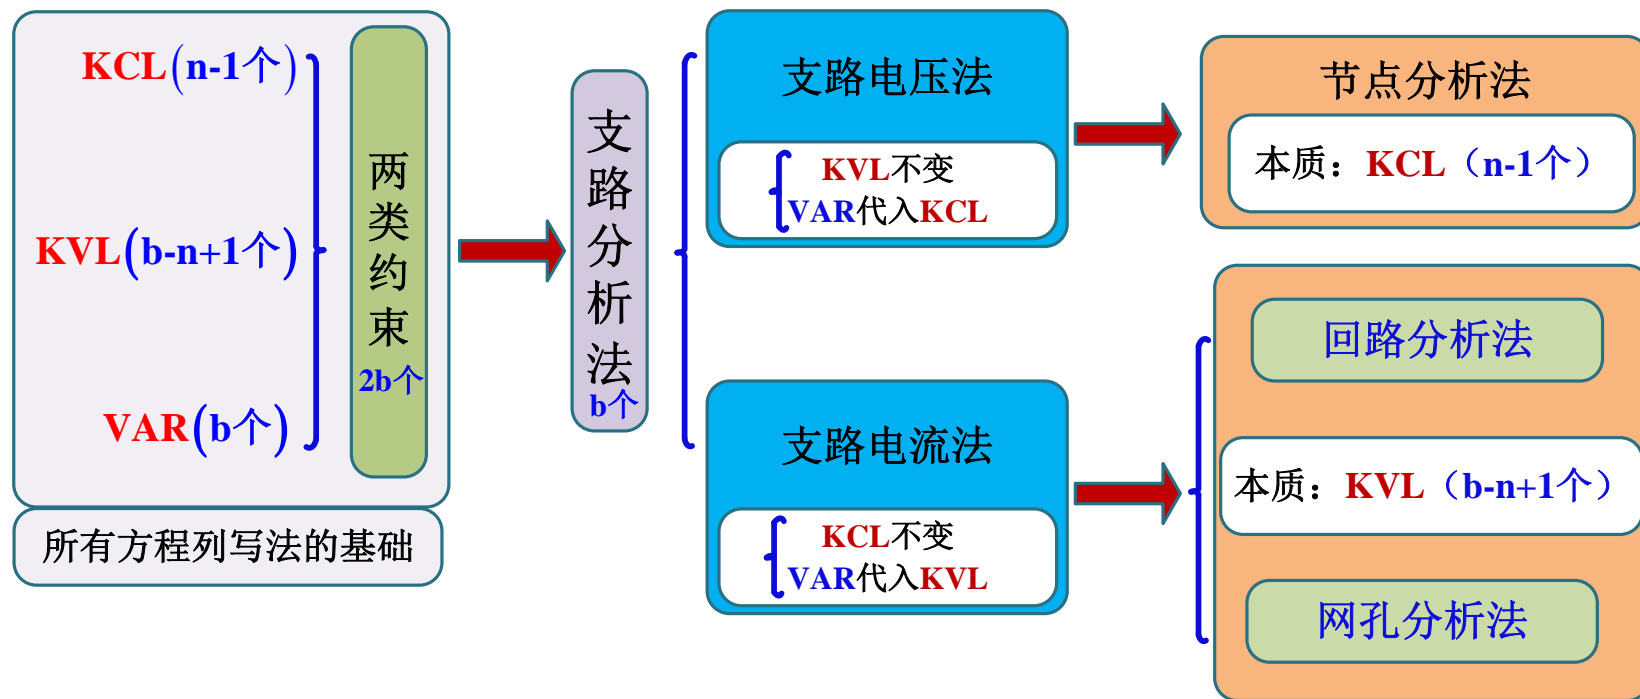 KCL(n-1个)
KVL(b-n+1个)
VAR(b个)
两类约束
2b个
所有方程列写法的基础
支路分析法
b个
支路电压法
KVL不变
VAR代入KCL
支路电流法
KCL不变
VAR代入KVL
节点分析法
本质：KCL（n-1个）
回路分析法
本质：KVL（b-n+1个）
网孔分析法